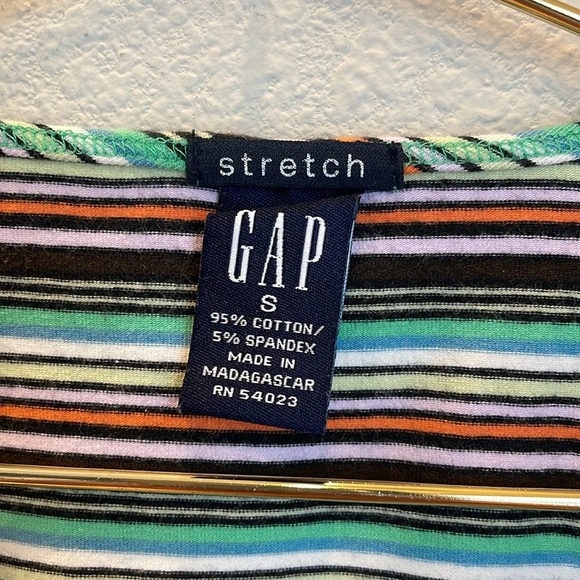 stretch
GAP
S
95% COTTON/
5% SPANDEX
MADE IN
MADAGASCAR
RN 54023